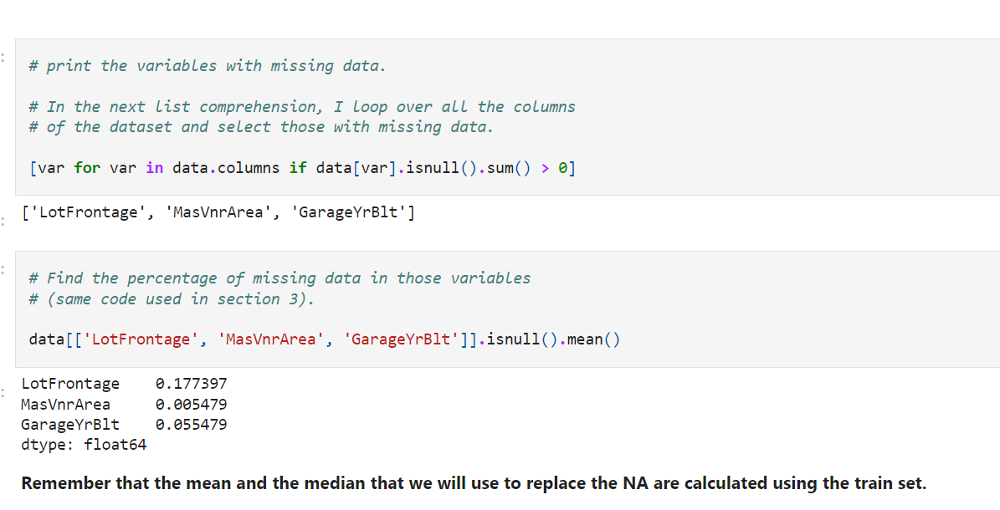 # print the variables with missing data.
# In the next list comprehension, I loop over all the columns
# of the dataset and select those with missing data.
[var for var in data.columns if data[var].isnull().sum() > 0]
['LotFrontage', 'MasVnrArea', 'GarageYrBlt']
# Find the percentage of missing data in those variables
# (same code used in section 3).
data[['LotFrontage', 'MasVnrArea', 'GarageYrBlt']].isnull().mean()
LotFrontage    0.177397
MasVnrArea     0.005479
GarageYrBlt    0.055479
dtype: float64
Remember that the mean and the median that we will use to replace the NA are calculated using the train set.